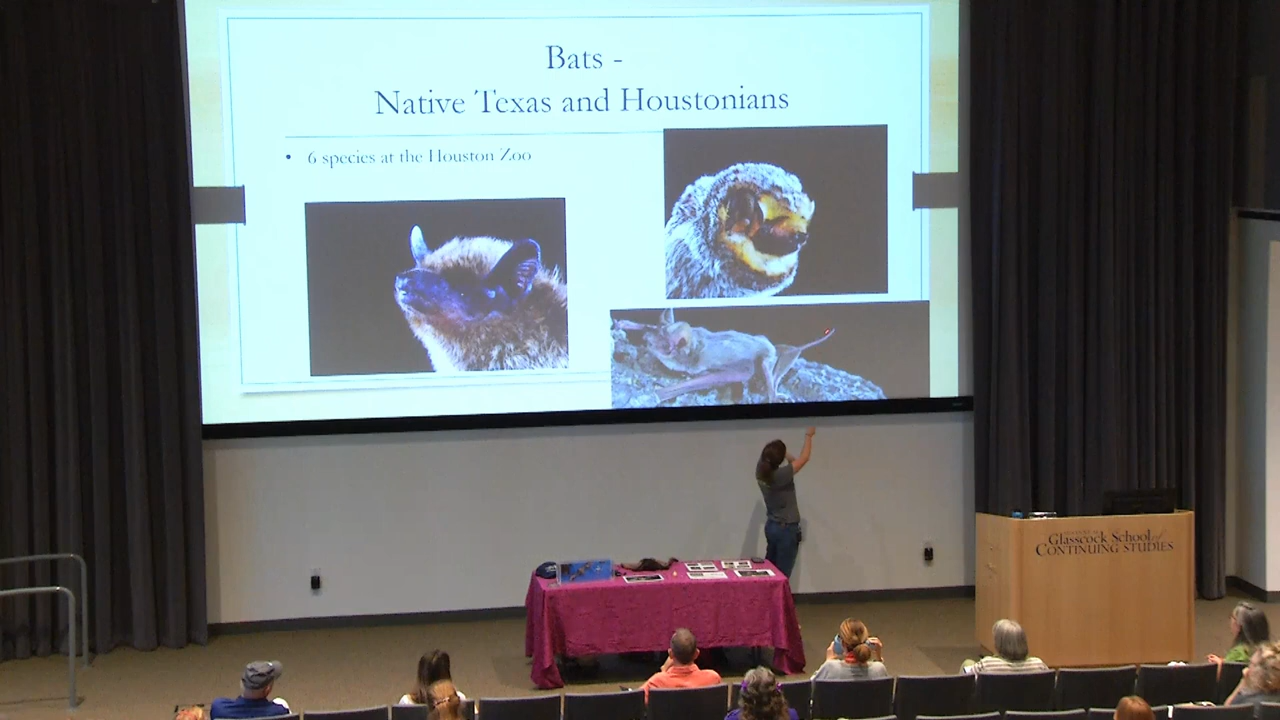 Bats -
Native Texas and Houstonians
• 6 species at the Houston Zoo
Glasscock School of
Continuing Studies